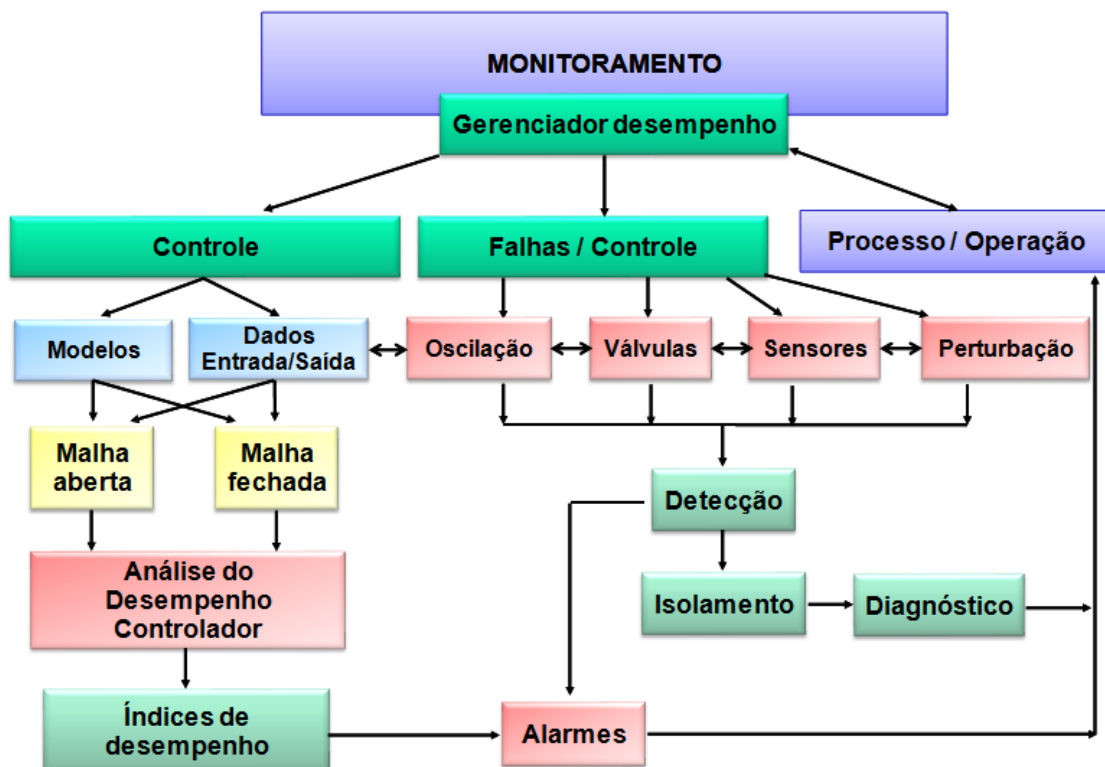 MONITORAMENTO
Gerenciador desempenho
Controle
Falhas / Controle
Processo / Operação
Modelos
Dados
Entrada/Saída
Oscilação
Válvulas
Sensores
Perturbação
Malha
aberta
Malha
fechada
Detecção
Análise do
Desempenho
Controlador
Isolamento
Diagnóstico
Índices de
desempenho
Alarmes